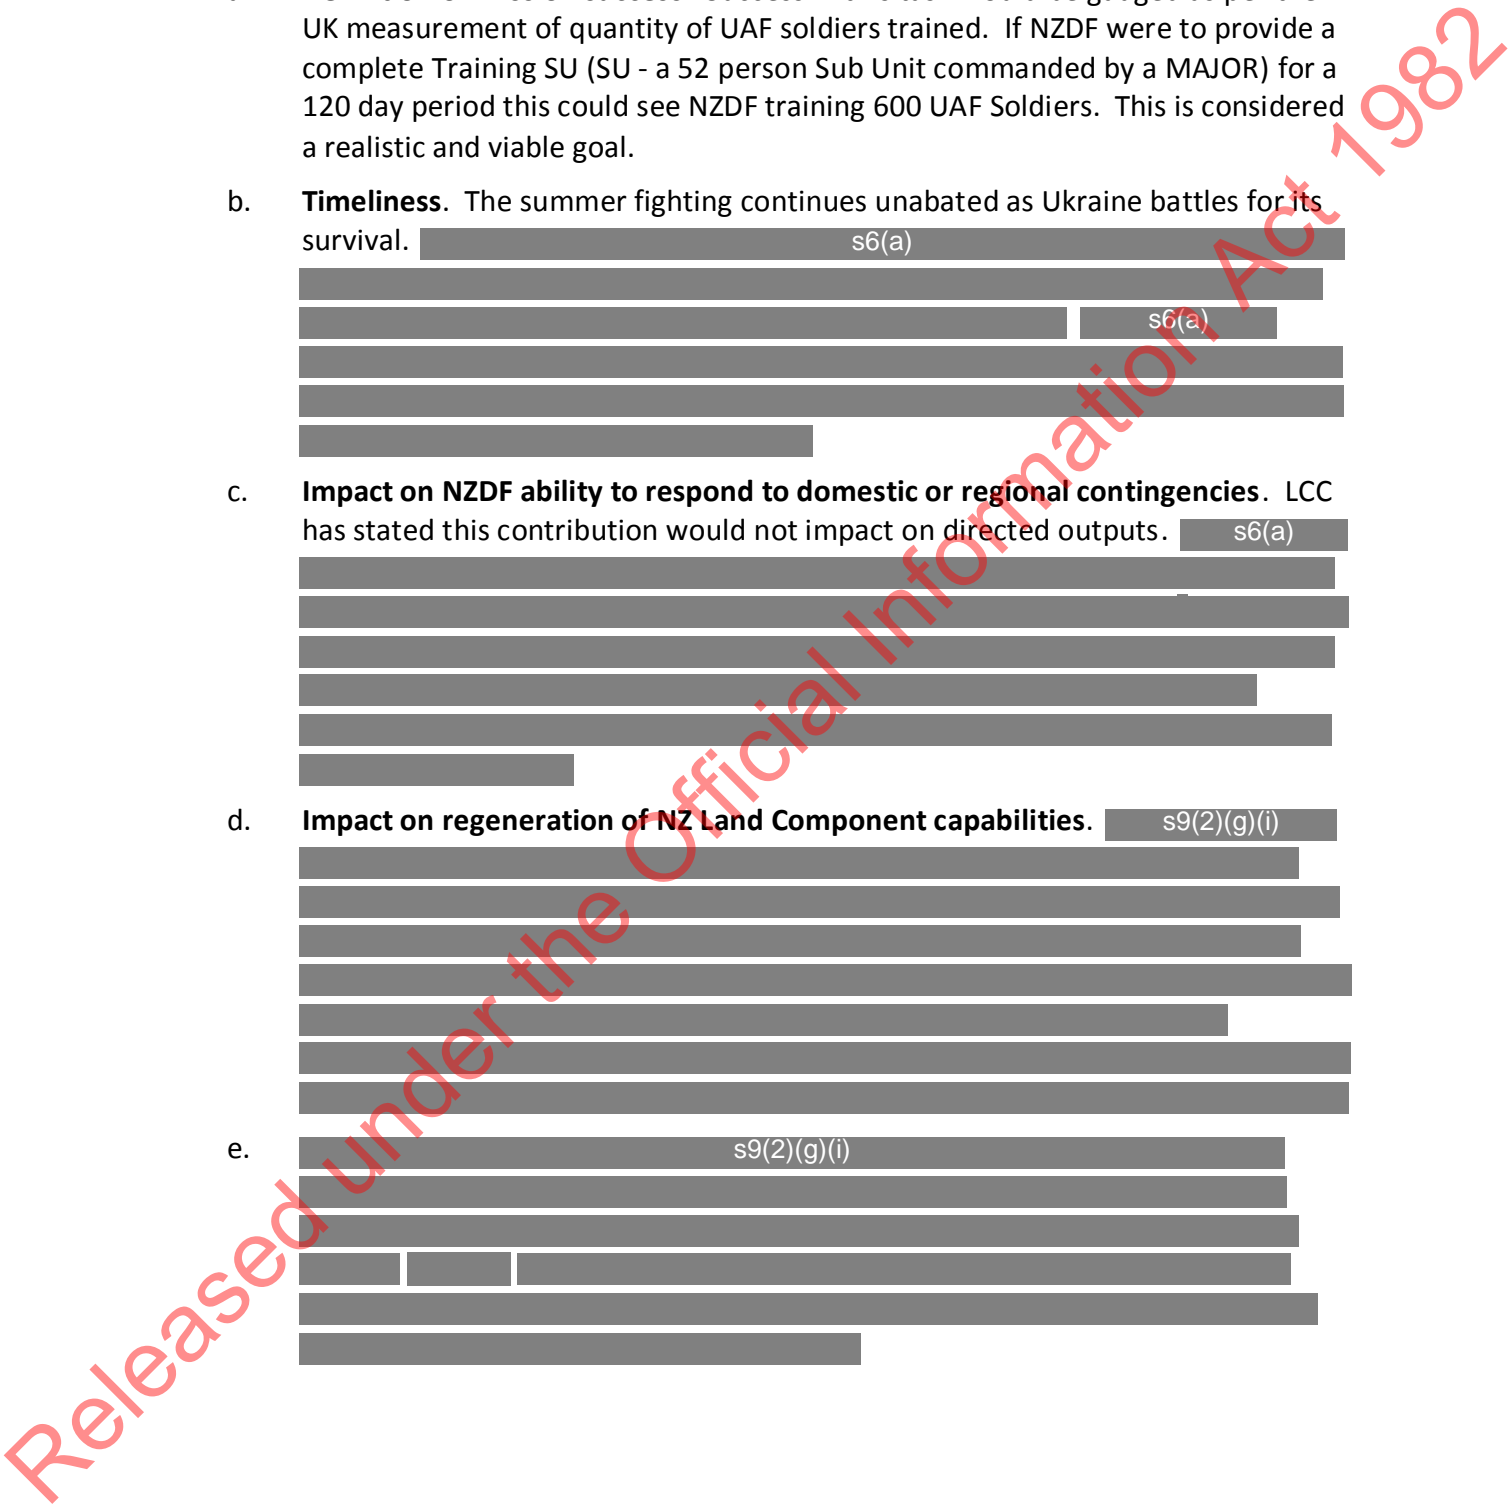 UK measurement of quantity of UAF soldiers trained.  If NZDF were to provide a
complete Training SU (SU - a 52 person Sub Unit commanded by a MAJOR) for a
120 day period this could see NZDF training 600 UAF Soldiers.  This is considered
a realistic and viable goal.
b. Timeliness.  The summer fighting continues unabated as Ukraine battles for its
survival. s6(a)
s6(a)
c. Impact on NZDF ability to respond to domestic or regional contingencies.  LCC
has stated this contribution would not impact on directed outputs. s6(a)
d. Impact on regeneration of NZ Land Component capabilities. s9(2)(g)(i)
e. s9(2)(g)(i)
Released under the Official Information Act 1982